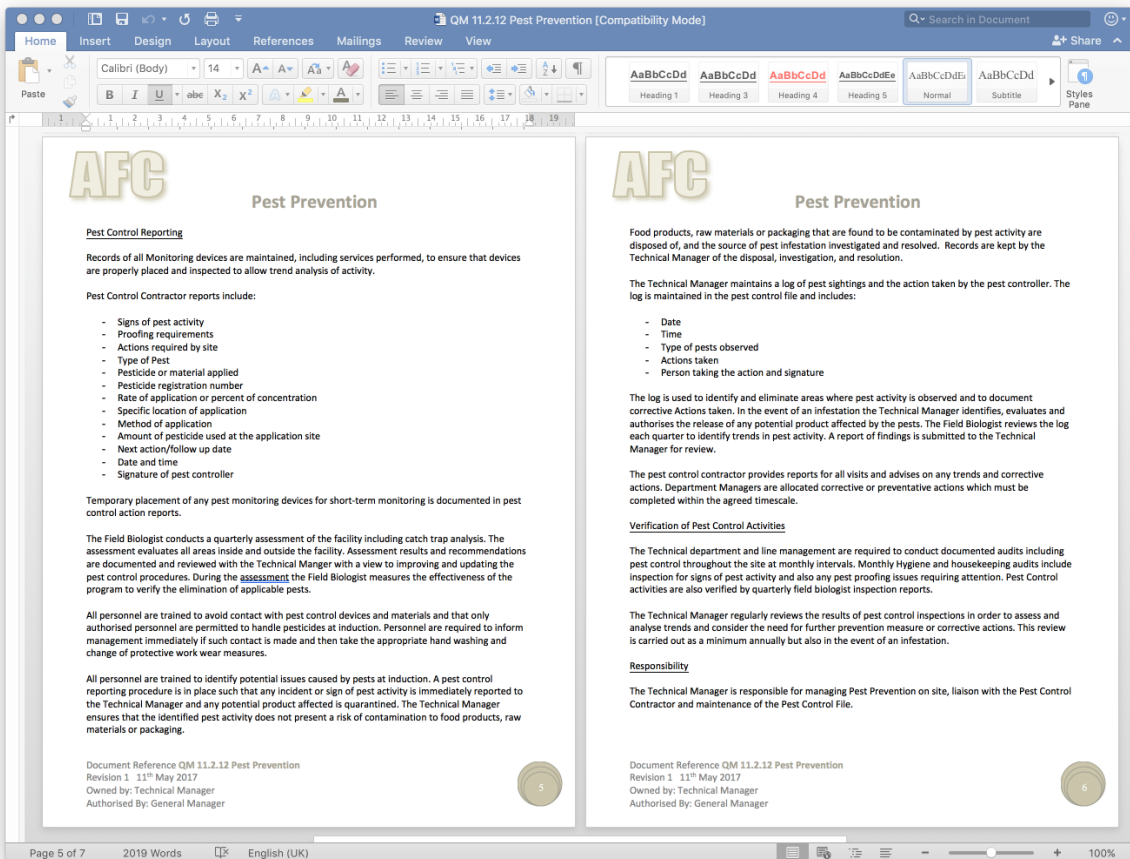 QM 11.2.12 Pest Prevention [Compatibility Mode]
Search in Document
Home Insert Design Layout References Mailings Review View
Share
Paste
Calibri (Body) 14
A A Aa A
B I U abc X2 X2 A A
AaBbCcDd AaBbCcDd AaBbCcDd AaBbCcDdEe AaBbCcDdE AaBbCcDd
Heading 1 Heading 3 Heading 4 Heading 5 Normal Subtitle
Styles Pane
1 1 2 3 4 5 6 7 8 9 10 11 12 13 14 15 16 17 18 19
AFC
Pest Prevention
Pest Control Reporting
Records of all Monitoring devices are maintained, including services performed, to ensure that devices
are properly placed and inspected to allow trend analysis of activity.
Pest Control Contractor reports include:
- Signs of pest activity
- Proofing requirements
- Actions required by site
- Type of Pest
- Pesticide or material applied
- Pesticide registration number
- Rate of application or percent of concentration
- Specific location of application
- Method of application
- Amount of pesticide used at the application site
- Next action/follow up date
- Date and time
- Signature of pest controller
Temporary placement of any pest monitoring devices for short-term monitoring is documented in pest
control action reports.
The Field Biologist conducts a quarterly assessment of the facility including catch trap analysis. The
assessment evaluates all areas inside and outside the facility. Assessment results and recommendations
are documented and reviewed with the Technical Manger with a view to improving and updating the
pest control procedures. During the assessment the Field Biologist measures the effectiveness of the
program to verify the elimination of applicable pests.
All personnel are trained to avoid contact with pest control devices and materials and that only
authorised personnel are permitted to handle pesticides at induction. Personnel are required to inform
management immediately if such contact is made and then take the appropriate hand washing and
change of protective work wear measures.
All personnel are trained to identify potential issues caused by pests at induction. A pest control
reporting procedure is in place such that any incident or sign of pest activity is immediately reported to
the Technical Manager and any potential product affected is quarantined. The Technical Manager
ensures that the identified pest activity does not present a risk of contamination to food products, raw
materials or packaging.
Document Reference QM 11.2.12 Pest Prevention
Revision 1 11th May 2017
Owned by: Technical Manager
Authorised By: General Manager
5
AFC
Pest Prevention
Food products, raw materials or packaging that are found to be contaminated by pest activity are
disposed of, and the source of pest infestation investigated and resolved. Records are kept by the
Technical Manager of the disposal, investigation, and resolution.
The Technical Manager maintains a log of pest sightings and the action taken by the pest controller. The
log is maintained in the pest control file and includes:
- Date
- Time
- Type of pests observed
- Actions taken
- Person taking the action and signature
The log is used to identify and eliminate areas where pest activity is observed and to document
corrective Actions taken. In the event of an infestation the Technical Manager identifies, evaluates and
authorises the release of any potential product affected by the pests. The Field Biologist reviews the log
each quarter to identify trends in pest activity. A report of findings is submitted to the Technical
Manager for review.
The pest control contractor provides reports for all visits and advises on any trends and corrective
actions. Department Managers are allocated corrective or preventative actions which must be
completed within the agreed timescale.
Verification of Pest Control Activities
The Technical department and line management are required to conduct documented audits including
pest control throughout the site at monthly intervals. Monthly Hygiene and housekeeping audits include
inspection for signs of pest activity and also any pest proofing issues requiring attention. Pest Control
activities are also verified by quarterly field biologist inspection reports.
The Technical Manager regularly reviews the results of pest control inspections in order to assess and
analyse trends and consider the need for further prevention measure or corrective actions. This review
is carried out as a minimum annually but also in the event of an infestation.
Responsibility
The Technical Manager is responsible for managing Pest Prevention on site, liaison with the Pest Control
Contractor and maintenance of the Pest Control File.
Document Reference QM 11.2.12 Pest Prevention
Revision 1 11th May 2017
Owned by: Technical Manager
Authorised By: General Manager
6
Page 5 of 7 2019 Words English (UK) 100%